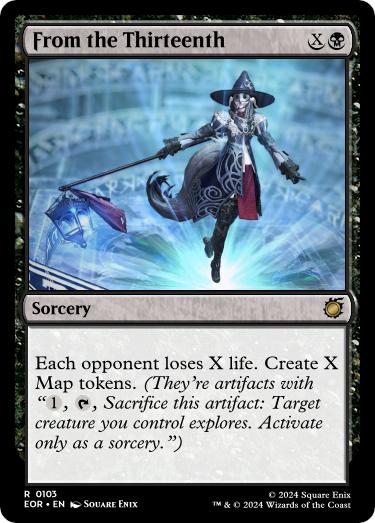 From the Thirteenth X
Sorcery
Each opponent loses X life. Create X
Map tokens. (They’re artifacts with
“1, , Sacrifice this artifact: Target
creature you control explores. Activate
only as a sorcery.”)
R 0103
EOR • EN SQUARE ENIX
© 2024 Square Enix
™ & © 2024 Wizards of the Coast